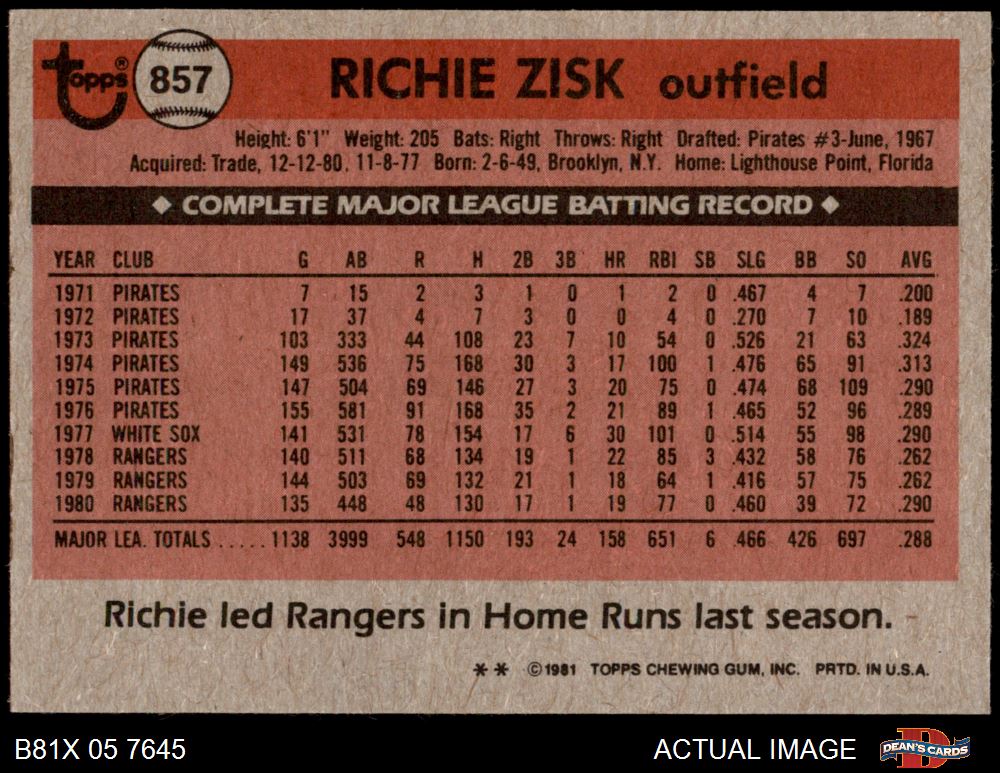 Topps® 857 RICHIE ZISK outfield
Height: 6'1" Weight: 205 Bats: Right Throws: Right Drafted: Pirates #3-June, 1967
Acquired: Trade, 12-12-80, 11-8-77 Born: 2-6-49, Brooklyn, N.Y. Home: Lighthouse Point, Florida
◆ COMPLETE MAJOR LEAGUE BATTING RECORD ◆
YEAR CLUB G AB R H 2B 3B HR RBI SB SLG BB SO AVG
1971 PIRATES 7 15 2 3 1 0 1 2 0 .467 4 7 .200
1972 PIRATES 17 37 4 7 3 0 0 4 0 .270 7 10 .189
1973 PIRATES 103 333 44 108 23 7 10 54 0 .526 21 63 .324
1974 PIRATES 149 536 75 168 30 3 17 100 1 .476 65 91 .313
1975 PIRATES 147 504 69 146 27 3 20 75 0 .474 68 109 .290
1976 PIRATES 155 581 91 168 35 2 21 89 1 .465 52 96 .289
1977 WHITE SOX 141 531 78 154 17 6 30 101 0 .514 55 98 .290
1978 RANGERS 140 511 68 134 19 1 22 85 3 .432 58 76 .262
1979 RANGERS 144 503 69 132 21 1 18 64 1 .416 57 75 .262
1980 RANGERS 135 448 48 130 17 1 19 77 0 .460 39 72 .290
MAJOR LEA. TOTALS ..... 1138 3999 548 1150 193 24 158 651 6 .466 426 697 .288
Richie led Rangers in Home Runs last season.
** ©1981 TOPPS CHEWING GUM, INC. PRTD. IN U.S.A.
B81X 05 7645 ACTUAL IMAGE DEAN'S CARDS